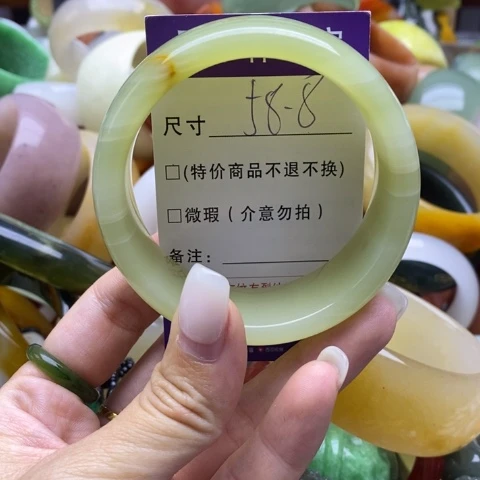 尺寸 58-8
□(特价商品不退不换)
□微瑕(介意勿拍)
备注: